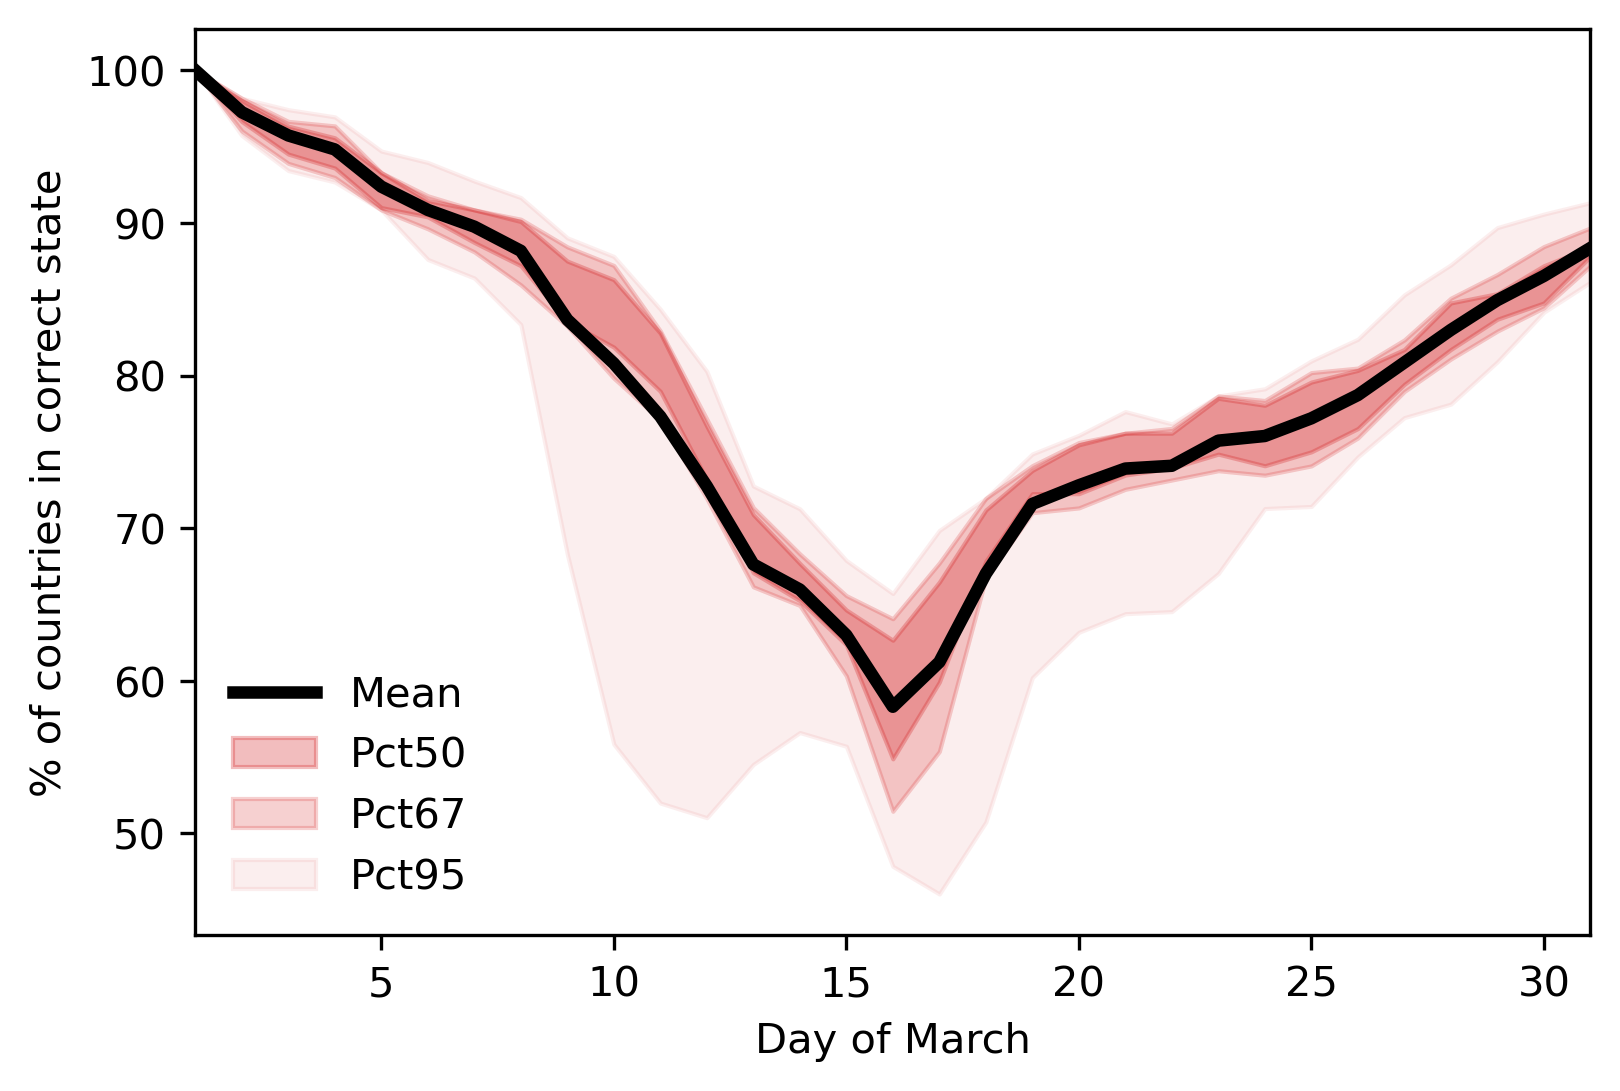 % of countries in correct state
100
90
80
70
60
50
Mean
Pct50
Pct67
Pct95
5 10 15 20 25 30
Day of March